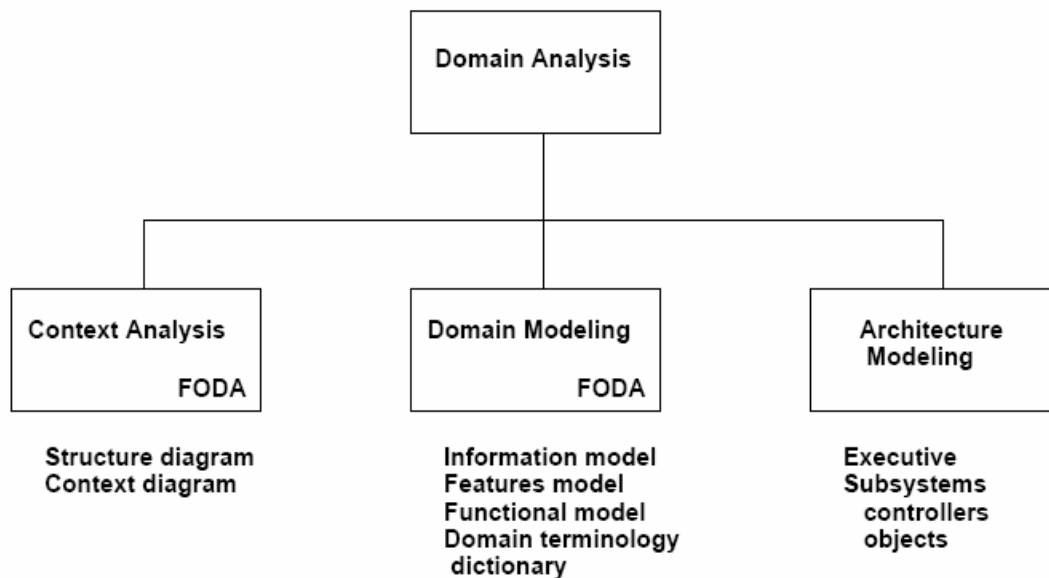 Domain Analysis
Context Analysis
FODA
Domain Modeling
FODA
Architecture
Modeling
Structure diagram
Context diagram
Information model
Features model
Functional model
Domain terminology
dictionary
Executive
Subsystems
controllers
objects